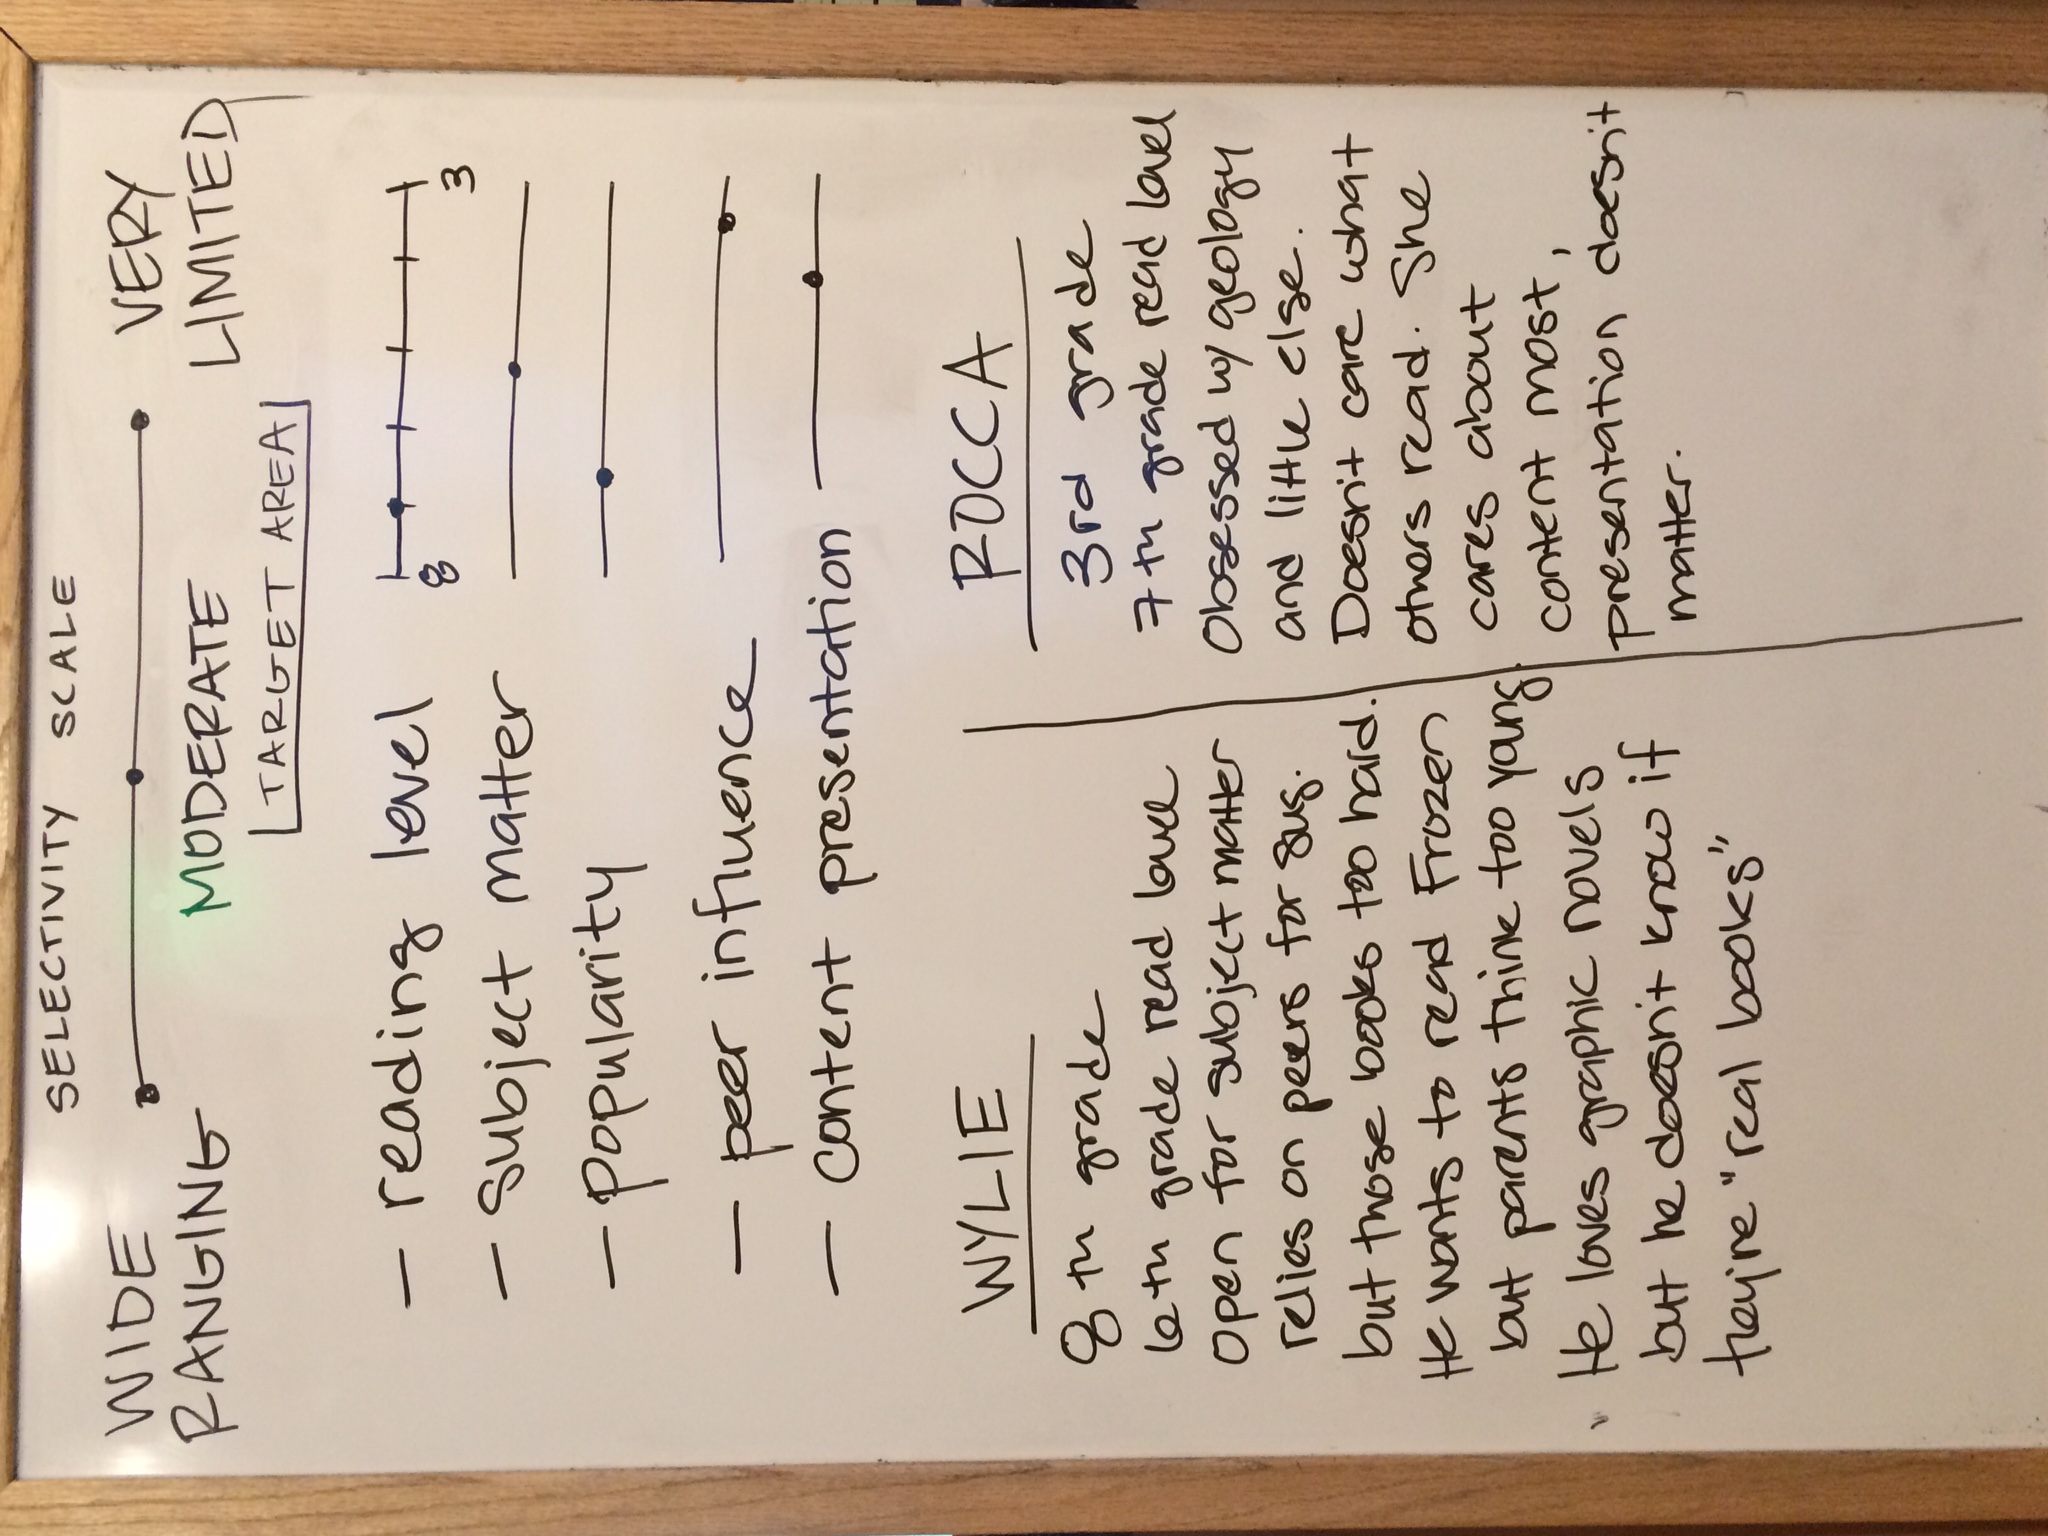 SELECTIVITY SCALE
WIDE RANGING
MODERATE
VERY LIMITED
TARGET AREA
— reading level
8 3
— subject matter
— popularity
— peer influence
— content presentation
WYLIE
8th grade
6th grade read level
open for subject matter
relies on peers for sug.
but those books too hard.
He wants to read Frozen
but parents think too young.
He loves graphic novels
but he doesn't know if
they're "real books"
ROCCA
3rd grade
7th grade read level
Obsessed w/ geology
and little else.
Doesn't care what
others read. She
cares about
content most,
presentation doesn't
matter.